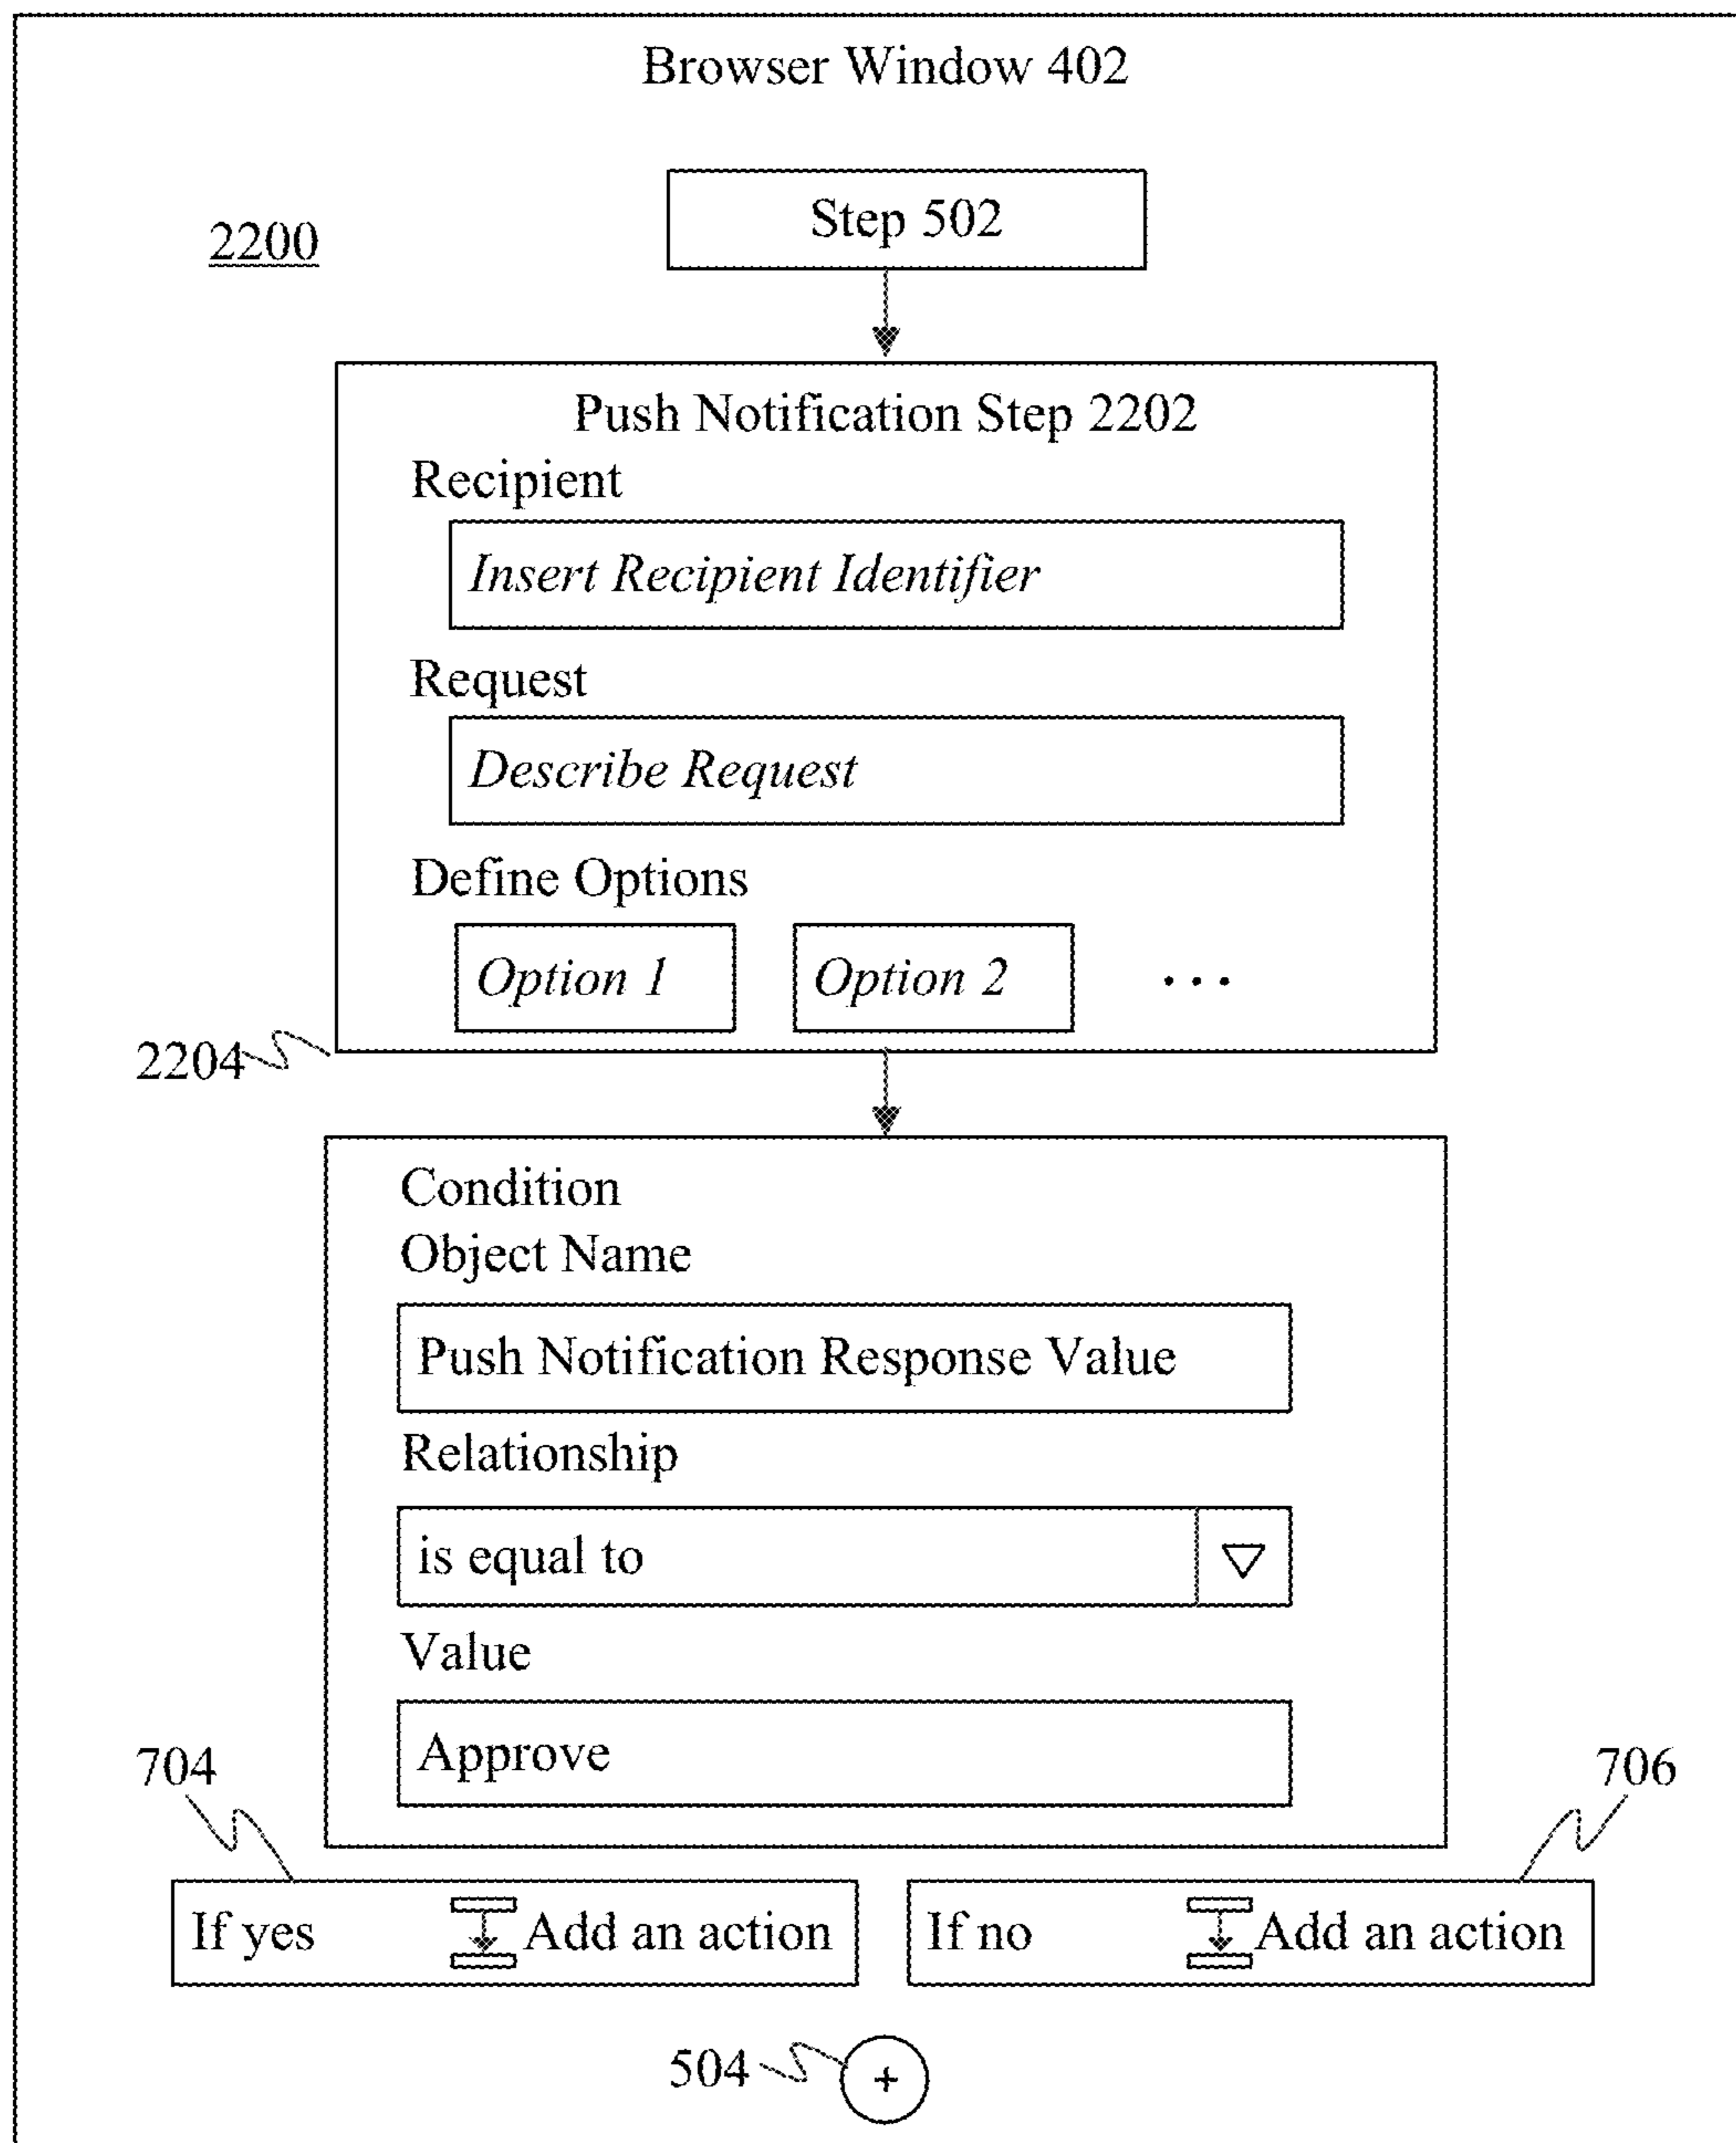 Browser Window 402
Step 502
2200
Push Notification Step 2202
Recipient
Insert Recipient Identifier
Request
Describe Request
Define Options
Option 1 Option 2 ...
2204
Condition
Object Name
Push Notification Response Value
Relationship
is equal to
Value
Approve
704 706
If yes Add an action If no Add an action
504 +